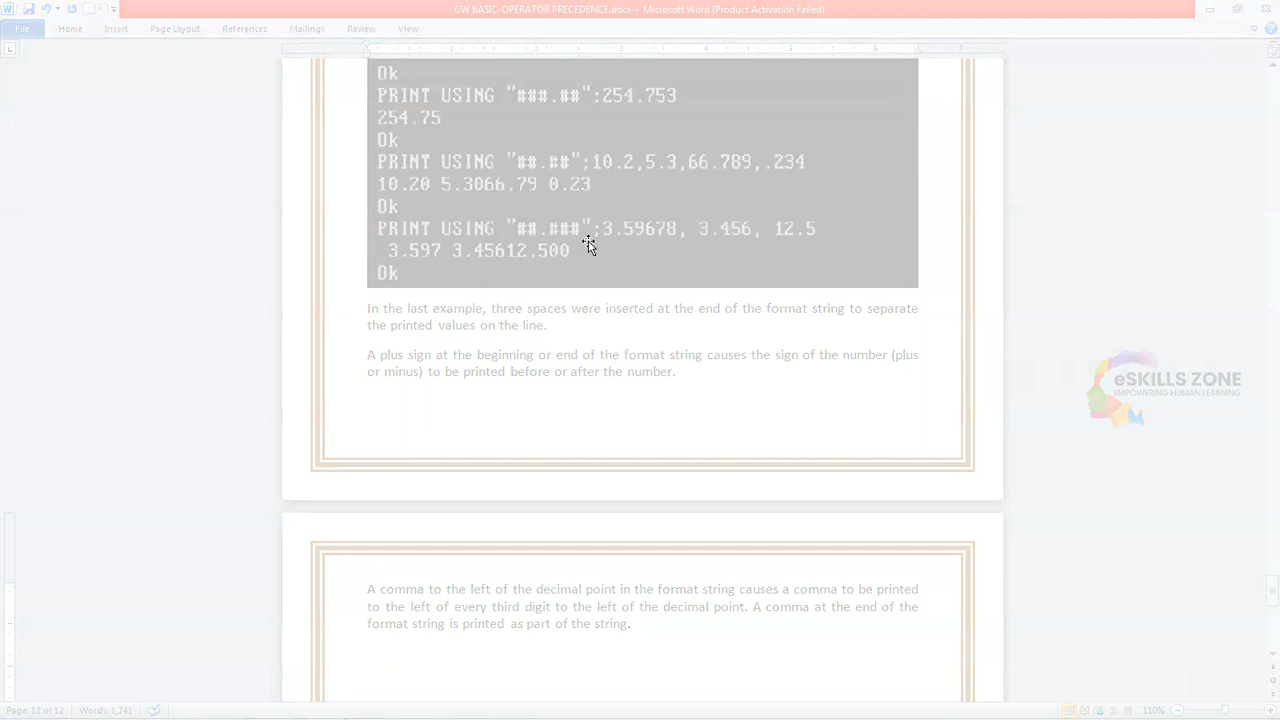 GW BASIC-OPERATOR PRECEDENCE.docx - Microsoft Word (Product Activation Failed)
File Home Insert Page Layout References Mailings Review View
1 2 3 4 5 6 7
Ok
PRINT USING "###.##";254.753
254.75
Ok
PRINT USING "##.##";10.2,5.3,66.789,.234
10.20 5.3066.79 0.23
Ok
PRINT USING "##.###";3.59678, 3.456, 12.5
3.597 3.45612.500
Ok
In the last example, three spaces were inserted at the end of the format string to separate
the printed values on the line.
A plus sign at the beginning or end of the format string causes the sign of the number (plus
or minus) to be printed before or after the number.
eSKILLS ZONE
EMPOWERING HUMAN LEARNING
A comma to the left of the decimal point in the format string causes a comma to be printed
to the left of every third digit to the left of the decimal point. A comma at the end of the
format string is printed as part of the string.
Page: 12 of 12 Words: 1,741 110%